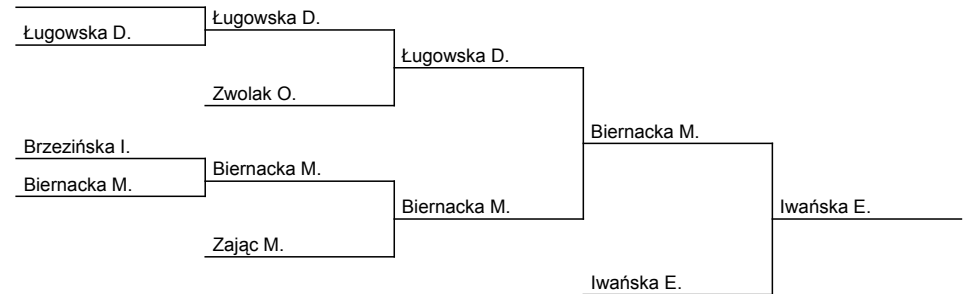 Ługowska D.
Ługowska D.
Ługowska D.
Zwolak O.
Biernacka M.
Brzezińska I.
Biernacka M.
Biernacka M.
Biernacka M.
Iwańska E.
Zając M.
Iwańska E.